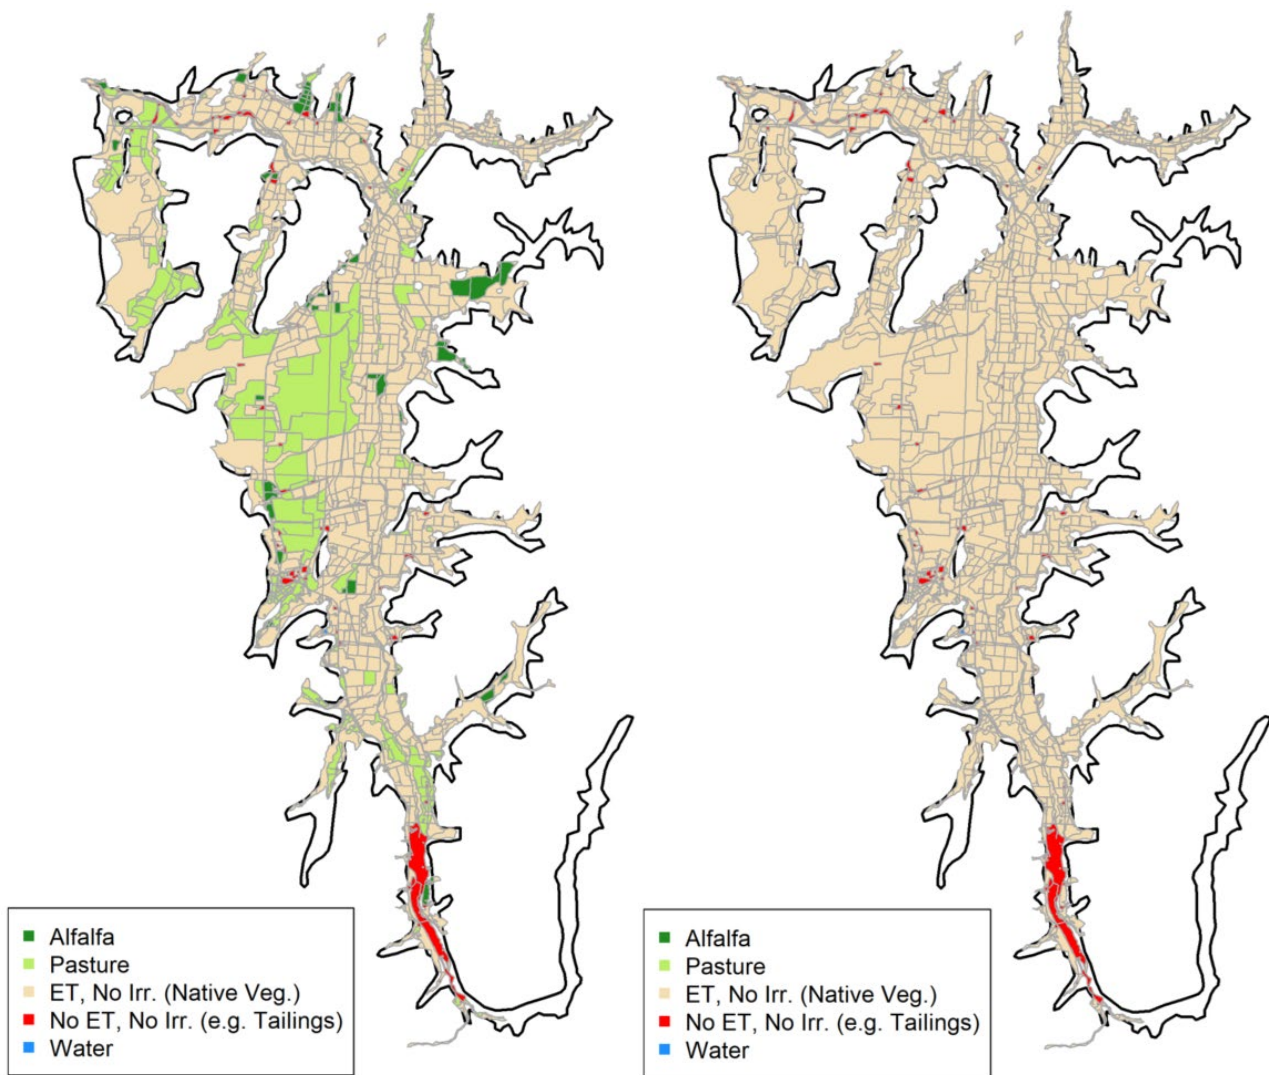 Alfalfa
Pasture
ET, No Irr. (Native Veg.)
No ET, No Irr. (e.g. Tailings)
Water
Alfalfa
Pasture
ET, No Irr. (Native Veg.)
No ET, No Irr. (e.g. Tailings)
Water